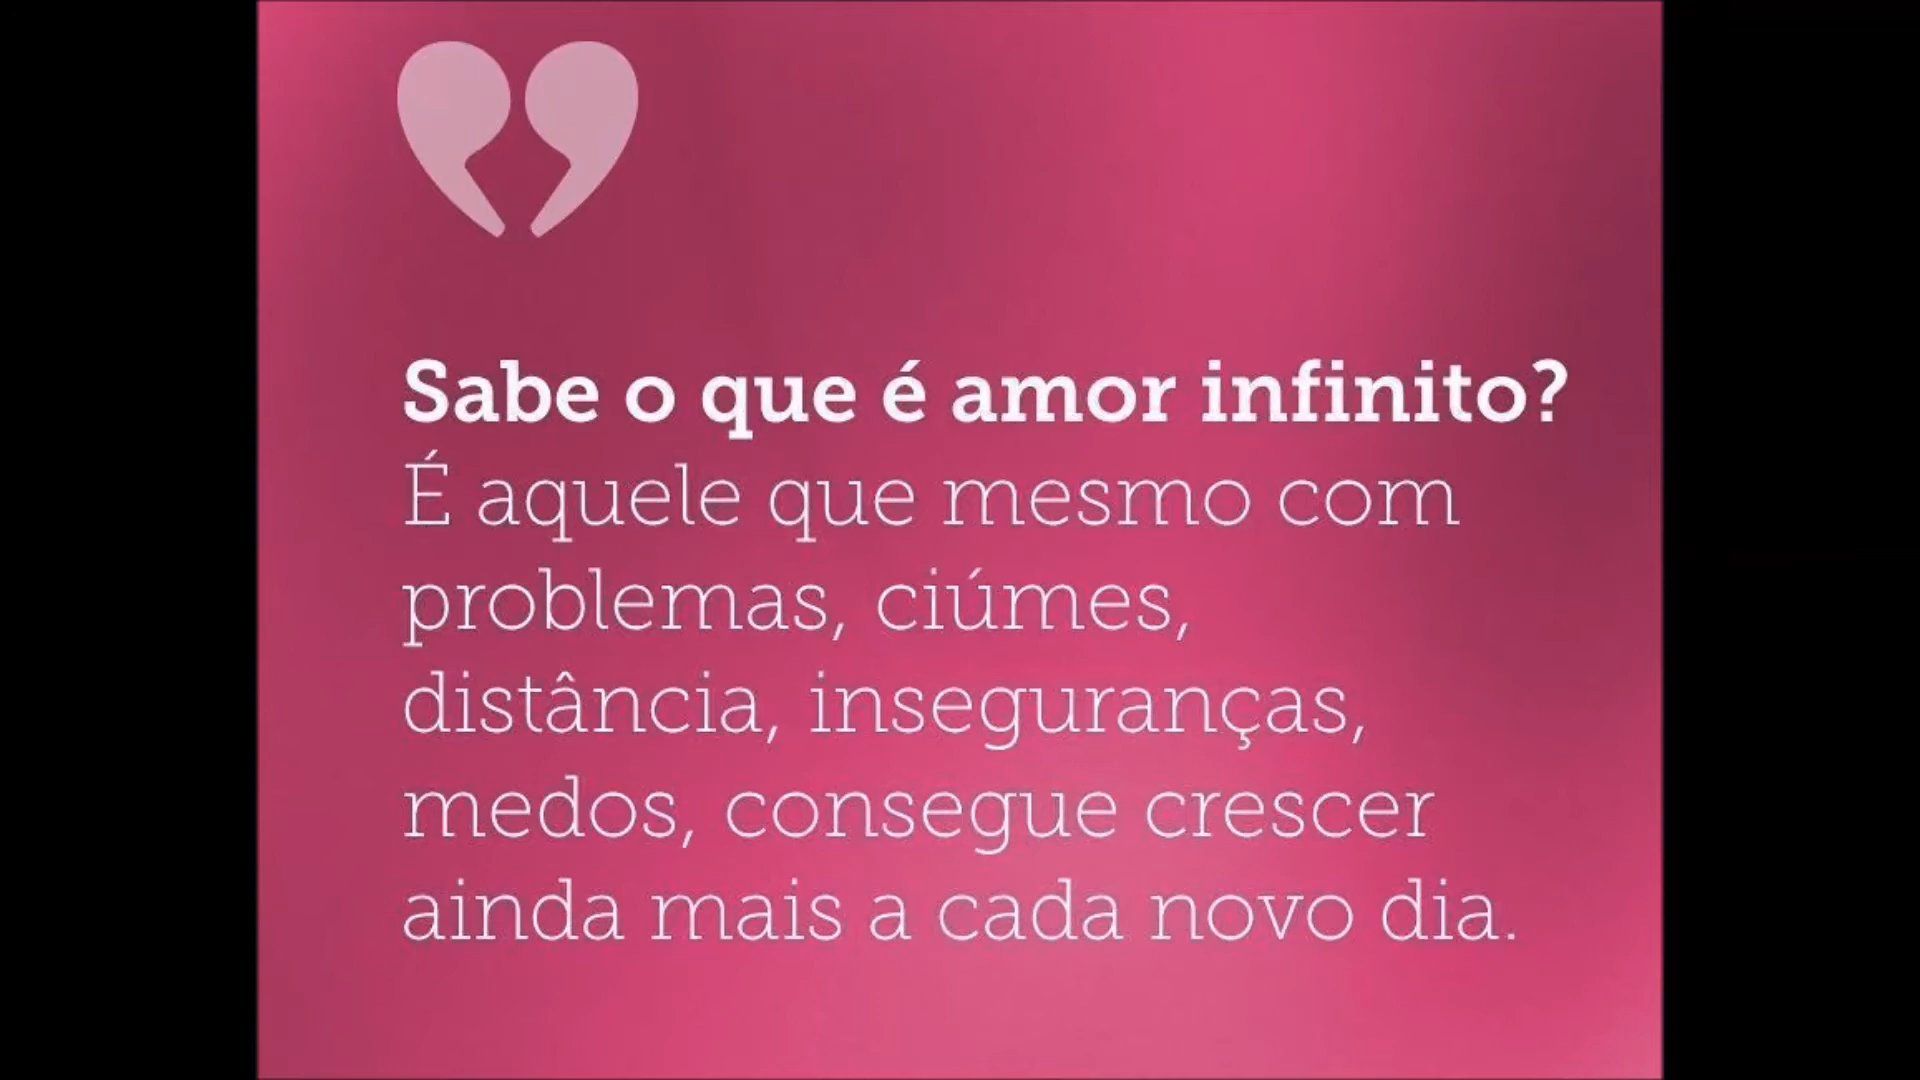 Sabe o que é amor infinito?
É aquele que mesmo com
problemas, ciúmes,
distância, inseguranças,
medos, consegue crescer
ainda mais a cada novo dia.